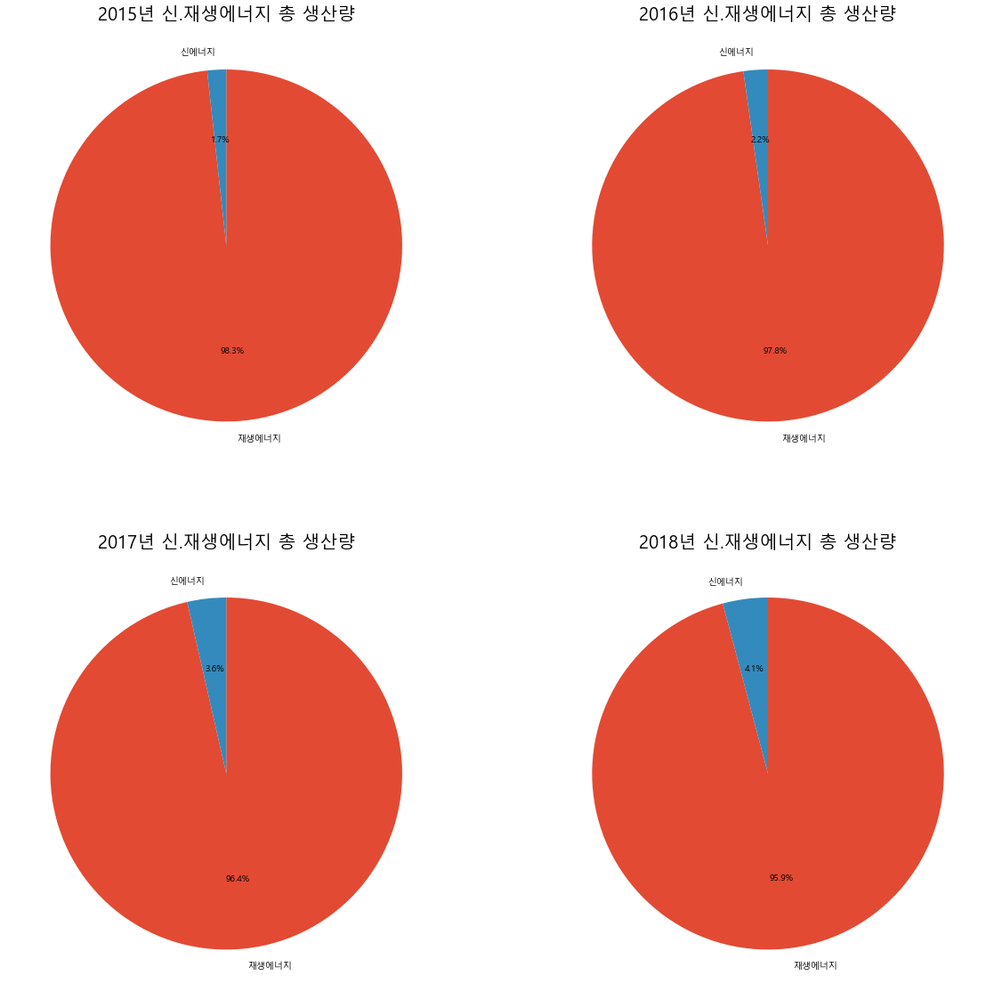 2015년 신.재생에너지 총 생산량
신에너지
1.7%
98.3%
재생에너지
2016년 신.재생에너지 총 생산량
신에너지
2.2%
97.8%
재생에너지
2017년 신.재생에너지 총 생산량
신에너지
3.6%
96.4%
재생에너지
2018년 신.재생에너지 총 생산량
신에너지
4.1%
95.9%
재생에너지